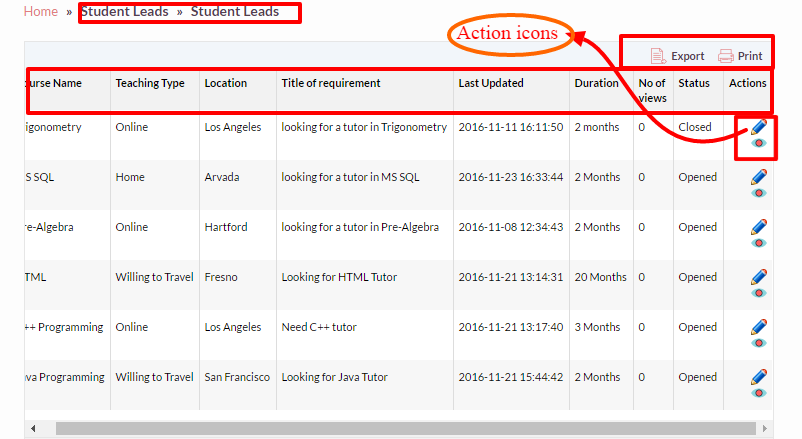 Home » Student Leads » Student Leads
Action icons
Export Print
ourse Name Teaching Type Location Title of requirement Last Updated Duration No of views Status Actions
rigonometry Online Los Angeles looking for a tutor in Trigonometry 2016-11-11 16:11:50 2 months 0 Closed
S SQL Home Arvada looking for a tutor in MS SQL 2016-11-23 16:33:44 2 Months 0 Opened
re-Algebra Online Hartford looking for a tutor in Pre-Algebra 2016-11-08 12:34:43 2 Months 0 Opened
TML Willing to Travel Fresno Looking for HTML Tutor 2016-11-21 13:14:31 20 Months 0 Opened
++ Programming Online Los Angeles Need C++ tutor 2016-11-21 13:17:40 3 Months 0 Opened
va Programming Willing to Travel San Francisco Looking for Java Tutor 2016-11-21 15:44:42 2 Months 0 Opened